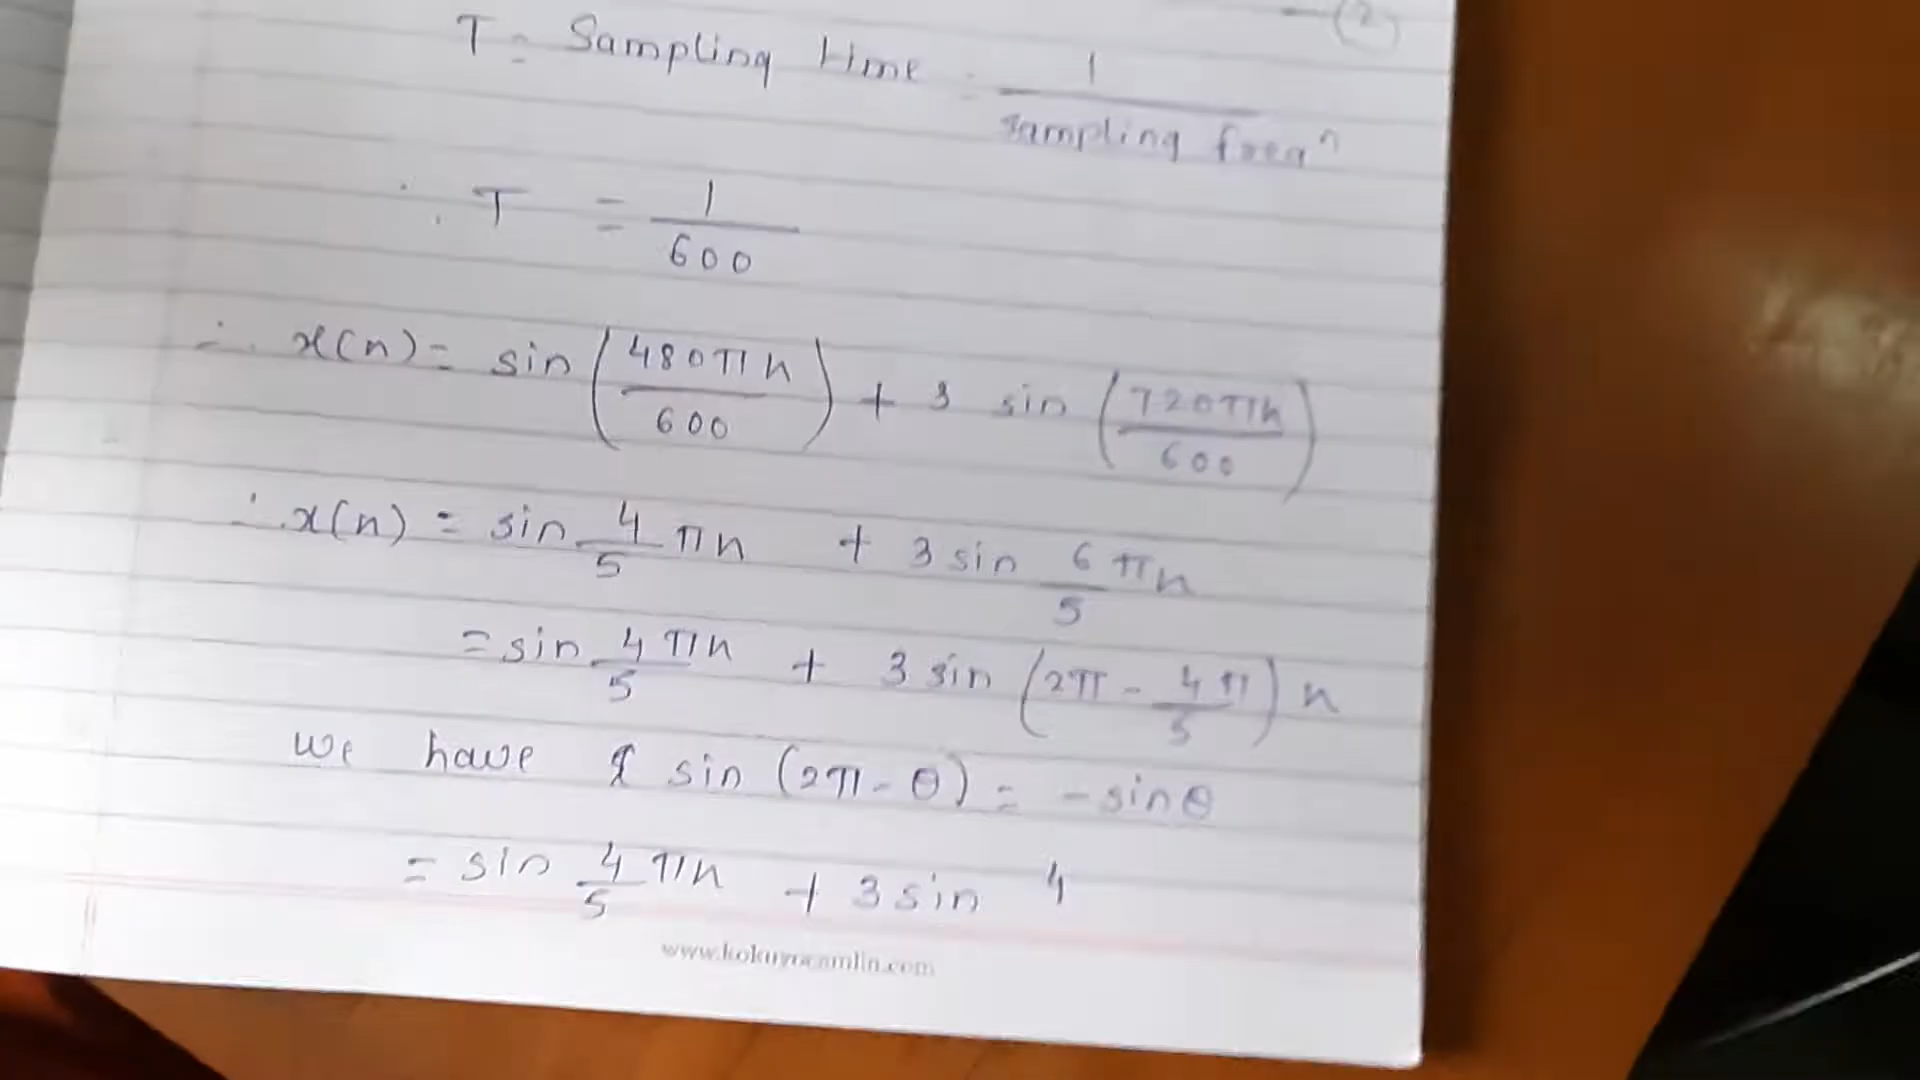 (2)
T = Sampling time = 1 / sampling freqn
∴ T = 1 / 600
∴ x(n) = sin (480πn / 600) + 3 sin (720πn / 600)
∴ x(n) = sin 4/5 πn + 3 sin 6πn/5
= sin 4πn/5 + 3 sin (2π - 4π/5) n
we have sin (2π - θ) = - sinθ
= sin 4/5 πn + 3 sin 4
www.kokuyocamlin.com